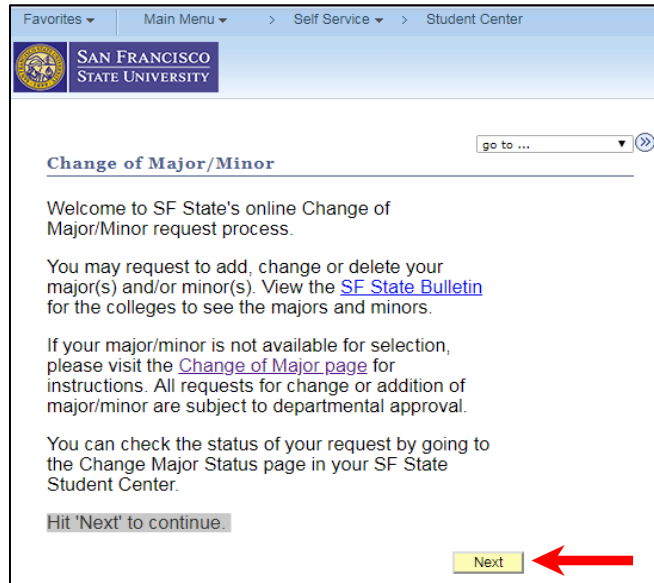 Favorites Main Menu > Self Service > Student Center
SAN FRANCISCO
STATE UNIVERSITY
go to ...
Change of Major/Minor
Welcome to SF State's online Change of
Major/Minor request process.
You may request to add, change or delete your
major(s) and/or minor(s). View the SF State Bulletin
for the colleges to see the majors and minors.
If your major/minor is not available for selection,
please visit the Change of Major page for
instructions. All requests for change or addition of
major/minor are subject to departmental approval.
You can check the status of your request by going to
the Change Major Status page in your SF State
Student Center.
Hit 'Next' to continue.
Next